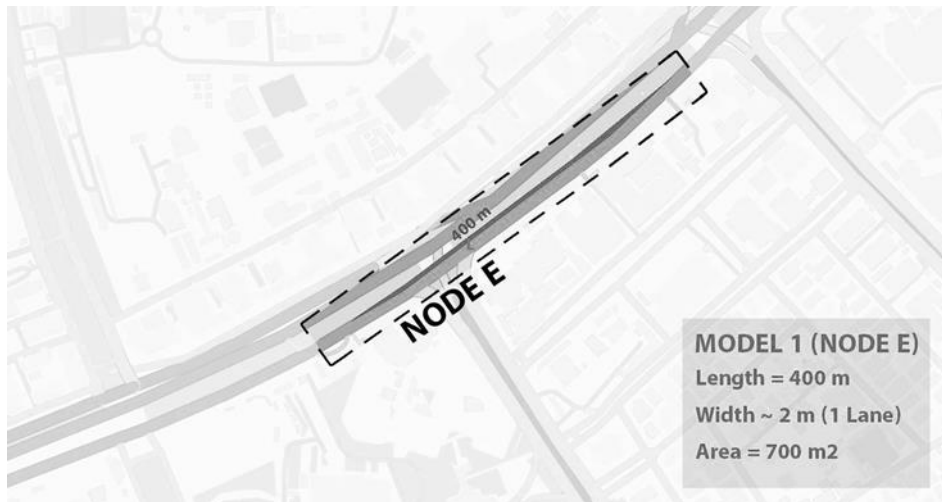 400 m
NODE E
MODEL 1 (NODE E)
Length = 400 m
Width ~ 2 m (1 Lane)
Area = 700 m2